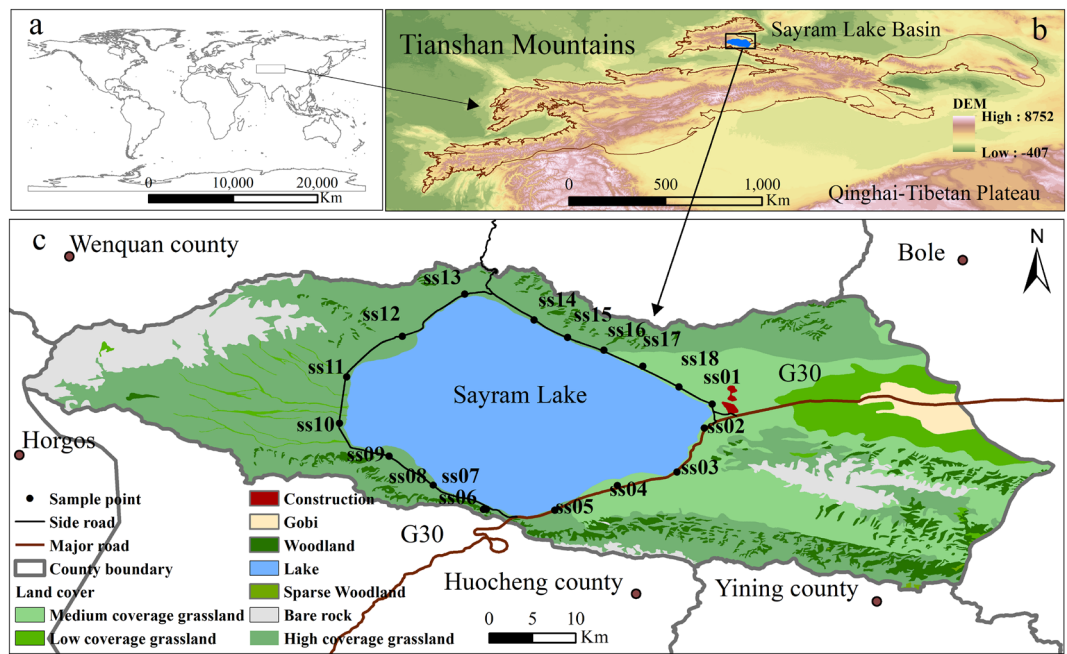 a
0 10,000 20,000
Km
Tianshan Mountains
Sayram Lake Basin
b
DEM
High : 8752
Low : -407
0 500 1,000
Km
Qinghai-Tibetan Plateau
c
Wenquan county
Bole
N
ss13
ss14
ss12
ss15
ss16
ss17
ss11
ss18
ss01
G30
Sayram Lake
ss10
ss02
Horgos
ss09
ss03
ss08
ss07
ss04
ss06
ss05
G30
Sample point
Side road
Major road
County boundary
Land cover
Medium coverage grassland
Low coverage grassland
Construction
Gobi
Woodland
Lake
Sparse Woodland
Bare rock
High coverage grassland
Huocheng county
Yining county
0 5 10
Km